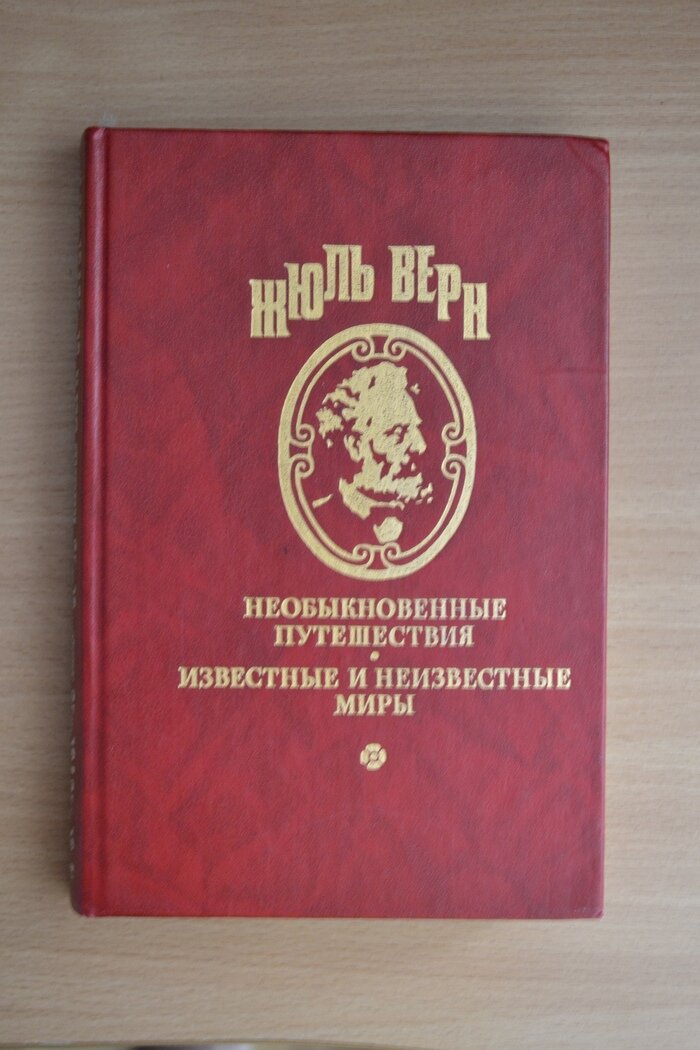 ЖЮЛЬ ВЕРН
НЕОБЫКНОВЕННЫЕ
ПУТЕШЕСТВИЯ
•
ИЗВЕСТНЫЕ И НЕИЗВЕСТНЫЕ
МИРЫ